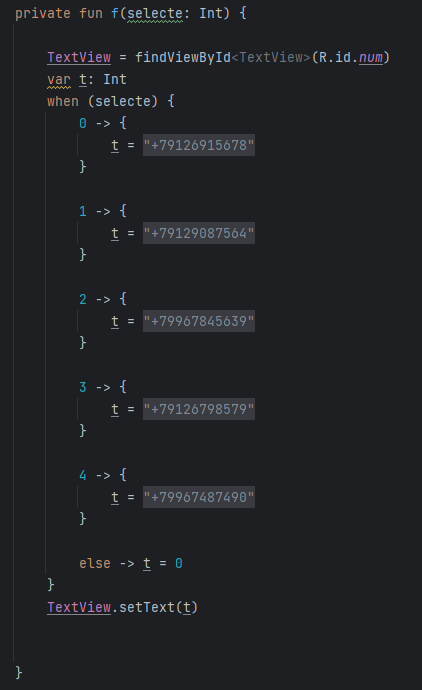 private fun f(selecte: Int) {
TextView = findViewById<TextView>(R.id.num)
var t: Int
when (selecte) {
0 -> {
t = "+79126915678"
}
1 -> {
t = "+79129087564"
}
2 -> {
t = "+79967845639"
}
3 -> {
t = "+79126798579"
}
4 -> {
t = "+79967487490"
}
else -> t = 0
}
TextView.setText(t)
}